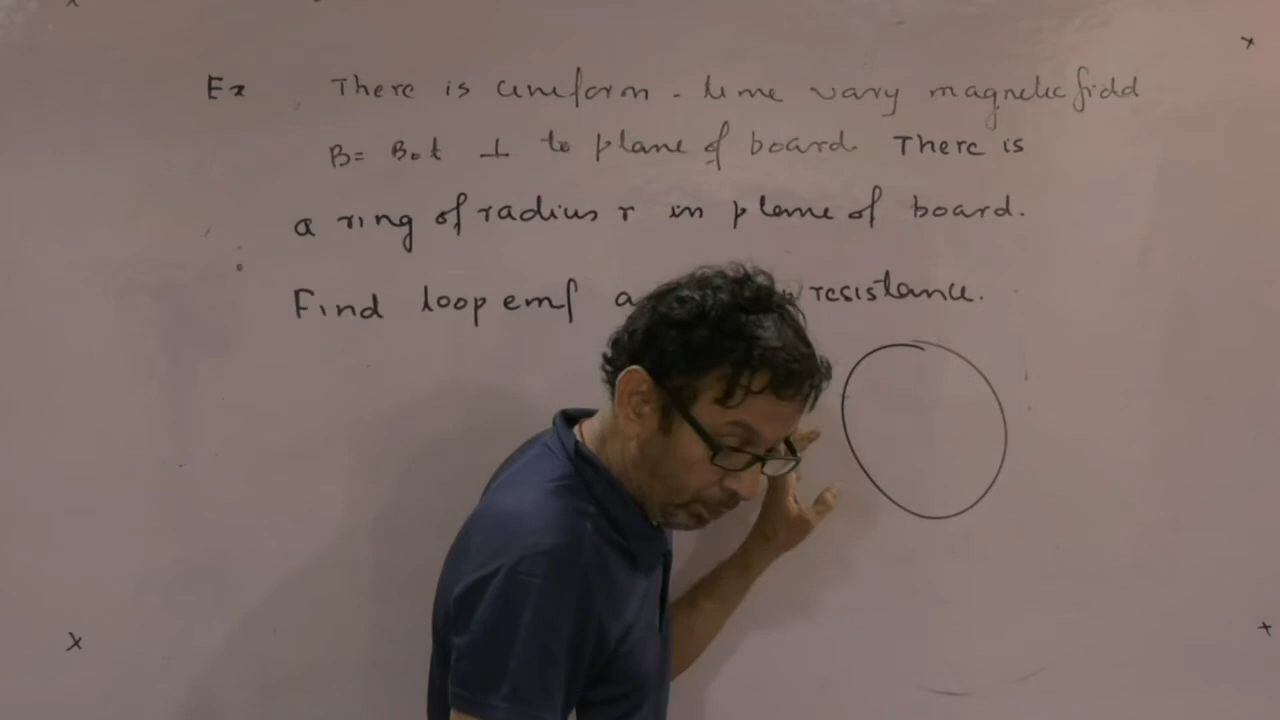 Ex There is uniform - time vary magnetic field
B = B₀t ⊥ to plane of board. There is
a ring of radius r in plane of board.
Find loop emf resistance.